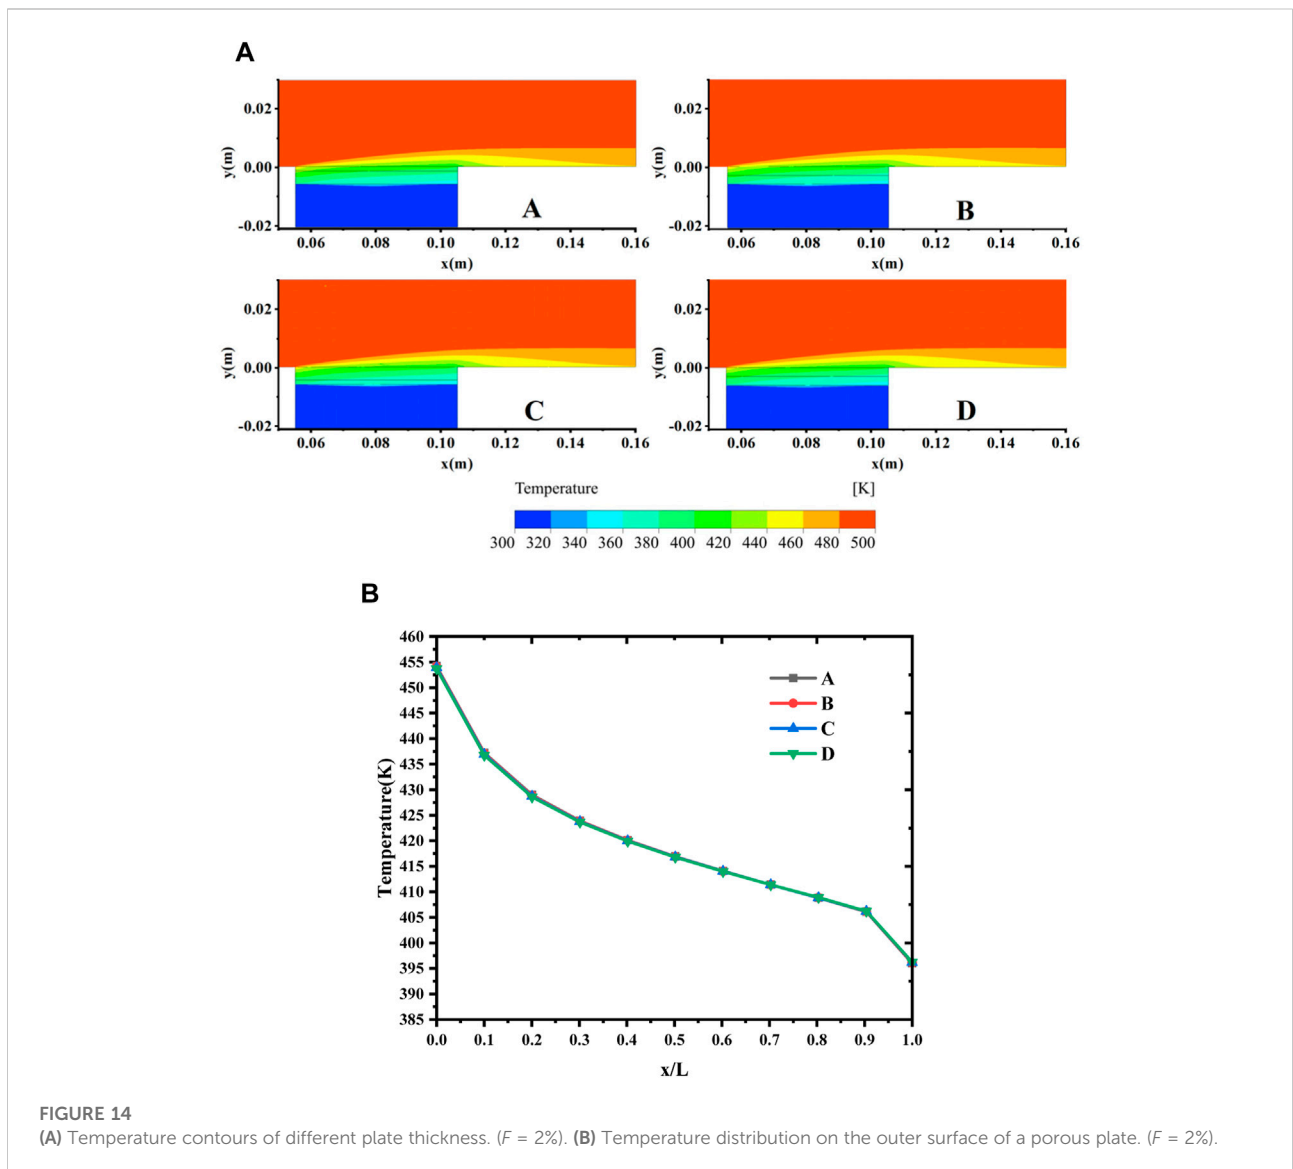 A
0.02
0.00
-0.02
y(m)
0.06 0.08 0.10 0.12 0.14 0.16
x(m)
A
0.02
0.00
-0.02
y(m)
0.06 0.08 0.10 0.12 0.14 0.16
x(m)
B
0.02
0.00
-0.02
y(m)
0.06 0.08 0.10 0.12 0.14 0.16
x(m)
C
0.02
0.00
-0.02
y(m)
0.06 0.08 0.10 0.12 0.14 0.16
x(m)
D
Temperature [K]
300 320 340 360 380 400 420 440 460 480 500
B
460
455
450
445
440
435
430
425
420
415
410
405
400
395
390
385
Temperature(K)
A
B
C
D
0.0 0.1 0.2 0.3 0.4 0.5 0.6 0.7 0.8 0.9 1.0
x/L
FIGURE 14
(A) Temperature contours of different plate thickness. (F = 2%). (B) Temperature distribution on the outer surface of a porous plate. (F = 2%).